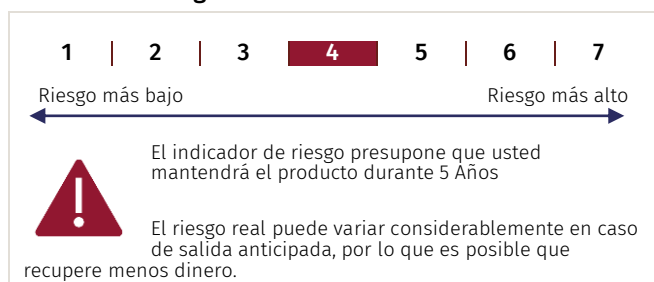 1 | 2 | 3 | 4 | 5 | 6 | 7
Riesgo más bajo Riesgo más alto
El indicador de riesgo presupone que usted
mantendrá el producto durante 5 Años
El riesgo real puede variar considerablemente en caso
de salida anticipada, por lo que es posible que
recupere menos dinero.